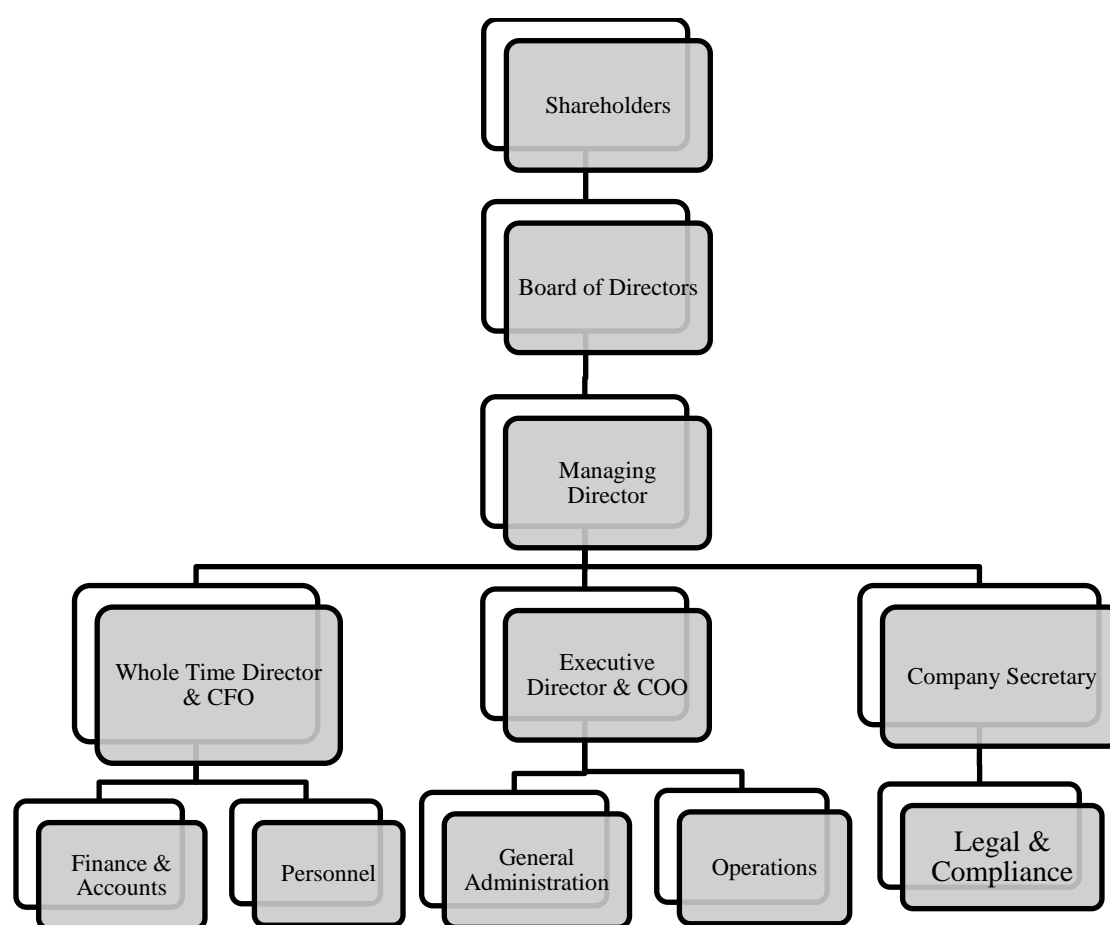 Shareholders
Board of Directors
Managing
Director
Whole Time Director
& CFO
Executive
Director & COO
Company Secretary
Finance &
Accounts
Personnel
General
Administration
Operations
Legal &
Compliance